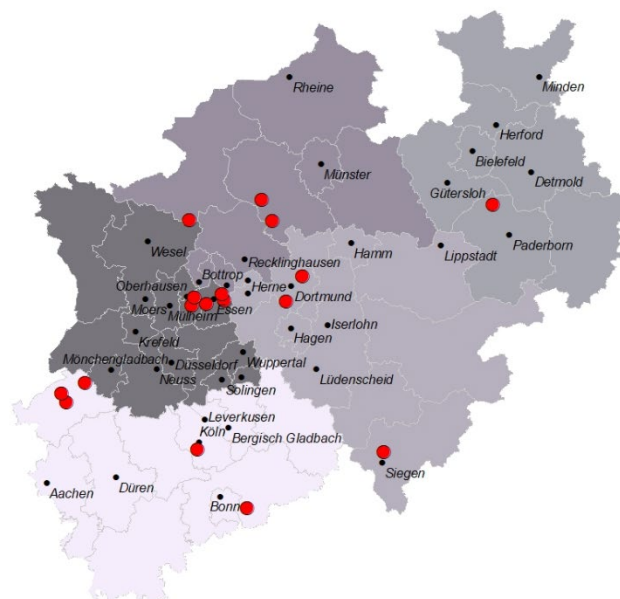 Rheine
Minden
Herford
Bielefeld
Münster
Detmold
Gütersloh
Paderborn
Wesel
Hamm
Lippstadt
Recklinghausen
Bottrop
Oberhausen
Herne
Dortmund
Moers
Mülheim
Essen
Iserlohn
Hagen
Krefeld
Wuppertal
Mönchengladbach
Düsseldorf
Neuss
Lüdenscheid
Solingen
Leverkusen
Köln
Bergisch Gladbach
Siegen
Aachen
Düren
Bonn